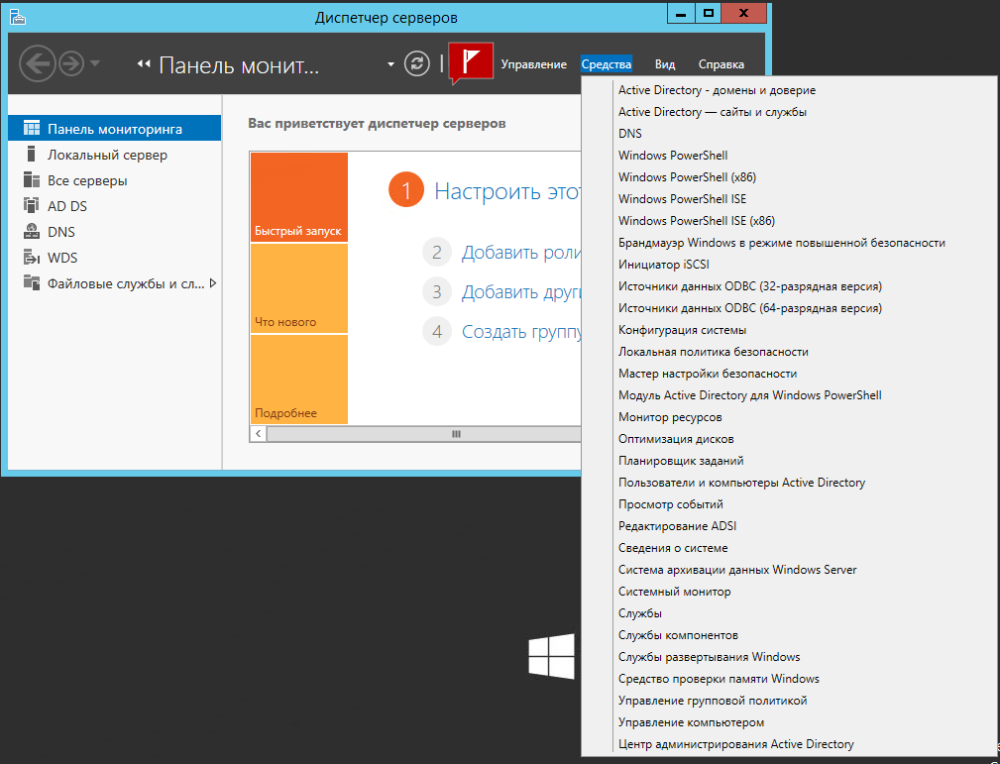 Диспетчер серверов
Панель монит...
Управление
Средства
Вид
Справка
Панель мониторинга
Локальный сервер
Все серверы
AD DS
DNS
WDS
Файловые службы и сл...
Вас приветствует диспетчер серверов
Быстрый запуск
Что нового
Подробнее
1 Настроить этот
2 Добавить роли
3 Добавить други
4 Создать группу
Active Directory - домены и доверие
Active Directory — сайты и службы
DNS
Windows PowerShell
Windows PowerShell (x86)
Windows PowerShell ISE
Windows PowerShell ISE (x86)
Брандмауэр Windows в режиме повышенной безопасности
Инициатор iSCSI
Источники данных ODBC (32-разрядная версия)
Источники данных ODBC (64-разрядная версия)
Конфигурация системы
Локальная политика безопасности
Мастер настройки безопасности
Модуль Active Directory для Windows PowerShell
Монитор ресурсов
Оптимизация дисков
Планировщик заданий
Пользователи и компьютеры Active Directory
Просмотр событий
Редактирование ADSI
Сведения о системе
Система архивации данных Windows Server
Системный монитор
Службы
Службы компонентов
Службы развертывания Windows
Средство проверки памяти Windows
Управление групповой политикой
Управление компьютером
Центр администрирования Active Directory